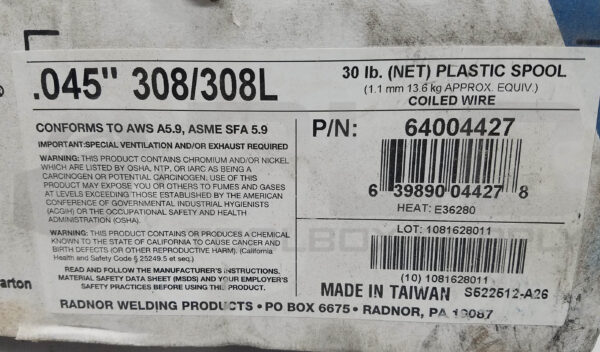 .045" 308/308L
30 lb. (NET) PLASTIC SPOOL
(1.1 mm 13.6 kg APPROX. EQUIV.)
COILED WIRE
CONFORMS TO AWS A5.9, ASME SFA 5.9
IMPORTANT:SPECIAL VENTILATION AND/OR EXHAUST REQUIRED
WARNING: THIS PRODUCT CONTAINS CHROMIUM AND/OR NICKEL
WHICH ARE LISTED BY OSHA, NTP, OR IARC AS BEING A
CARCINOGEN OR POTENTIAL CARCINOGEN. USE OF THIS
PRODUCT MAY EXPOSE YOU OR OTHERS TO FUMES AND GASES
AT LEVELS EXCEEDING THOSE ESTABLISHED BY THE AMERICAN
CONFERENCE OF GOVERNMENTAL INDUSTRIAL HYGIENISTS
(ACGIH) OR THE OCCUPATIONAL SAFETY AND HEALTH
ADMINISTRATION (OSHA).
WARNING: THIS PRODUCT CONTAINS OR PRODUCES A CHEMICAL
KNOWN TO THE STATE OF CALIFORNIA TO CAUSE CANCER AND
BIRTH DEFECTS (OR OTHER REPRODUCTIVE HARM). (California
Health and Safety Code § 25249.5 et seq.)
READ AND FOLLOW THE MANUFACTURER'S INSTRUCTIONS,
MATERIAL SAFETY DATA SHEET (MSDS) AND YOUR EMPLOYER'S
SAFETY PRACTICES BEFORE USING THIS PRODUCT.
P/N: 64004427
6 39890 04427 8
HEAT: E36280
LOT: 1081628011
(10) 1081628011
MADE IN TAIWAN S522512-A26
arton
RADNOR WELDING PRODUCTS • PO BOX 6675 • RADNOR, PA 19087